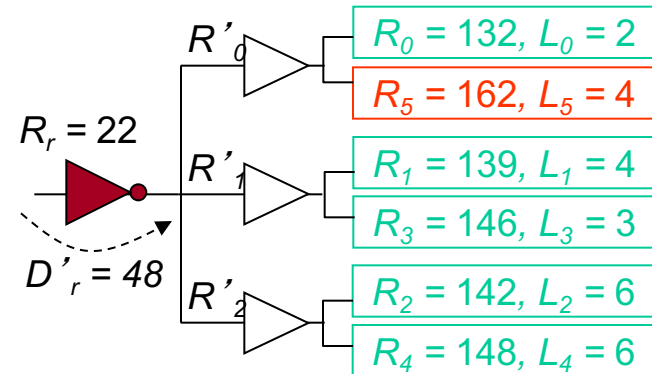 R'0
R0 = 132, L0 = 2
R5 = 162, L5 = 4
Rr = 22
R'1
R1 = 139, L1 = 4
R3 = 146, L3 = 3
D'r = 48
R'2
R2 = 142, L2 = 6
R4 = 148, L4 = 6